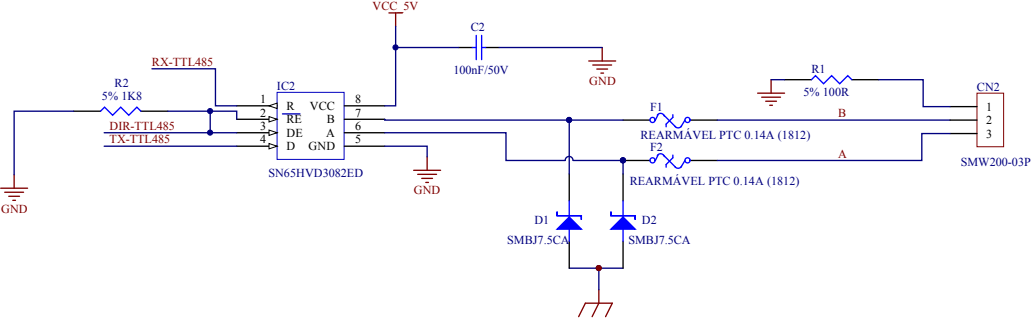 VCC_5V
C2
100nF/50V
GND
RX-TTL485
R2
5% 1K8
DIR-TTL485
TX-TTL485
GND
IC2
1 R VCC 8
2 RE B 7
3 DE A 6
4 D GND 5
SN65HVD3082ED
GND
R1
5% 100R
CN2
1
2
3
SMW200-03P
F1
B
REARMÁVEL PTC 0.14A (1812)
F2
A
REARMÁVEL PTC 0.14A (1812)
D1
SMBJ7.5CA
D2
SMBJ7.5CA